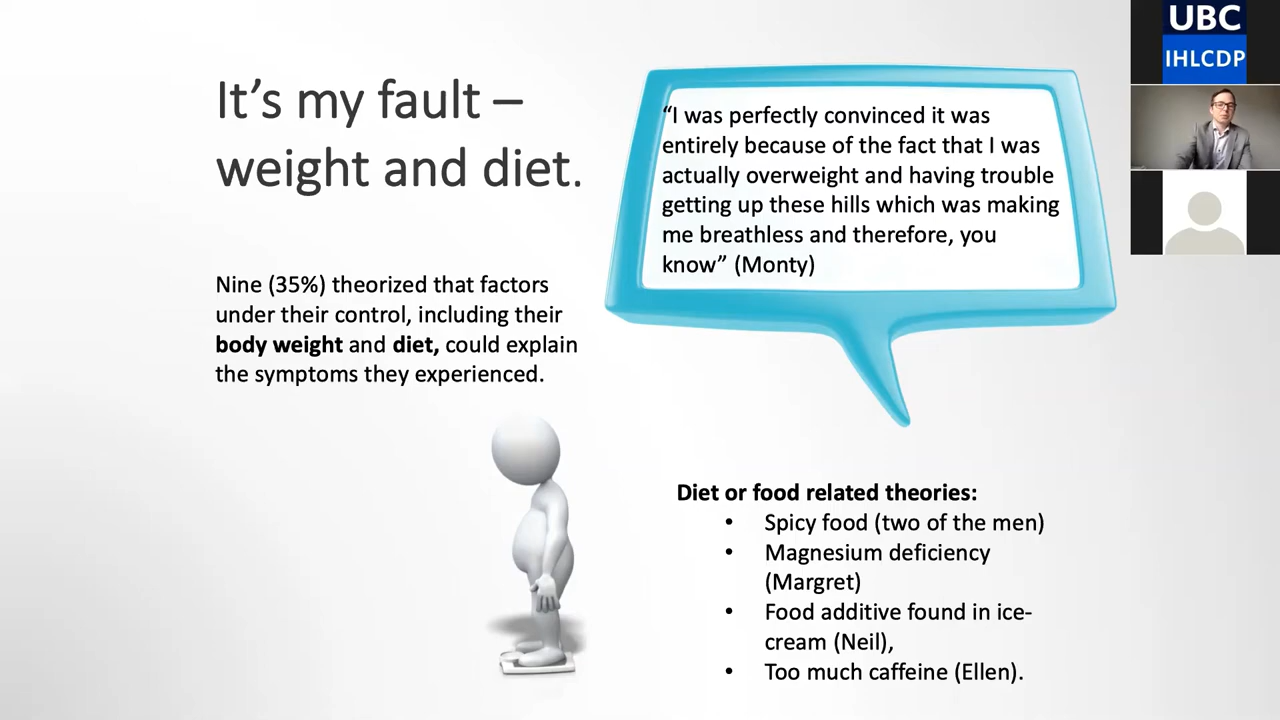 It’s my fault –
weight and diet.
Nine (35%) theorized that factors
under their control, including their
body weight and diet, could explain
the symptoms they experienced.
“I was perfectly convinced it was
entirely because of the fact that I was
actually overweight and having trouble
getting up these hills which was making
me breathless and therefore, you
know” (Monty)
Diet or food related theories:
• Spicy food (two of the men)
• Magnesium deficiency
(Margret)
• Food additive found in ice-
cream (Neil),
• Too much caffeine (Ellen).
UBC
IHLCDP